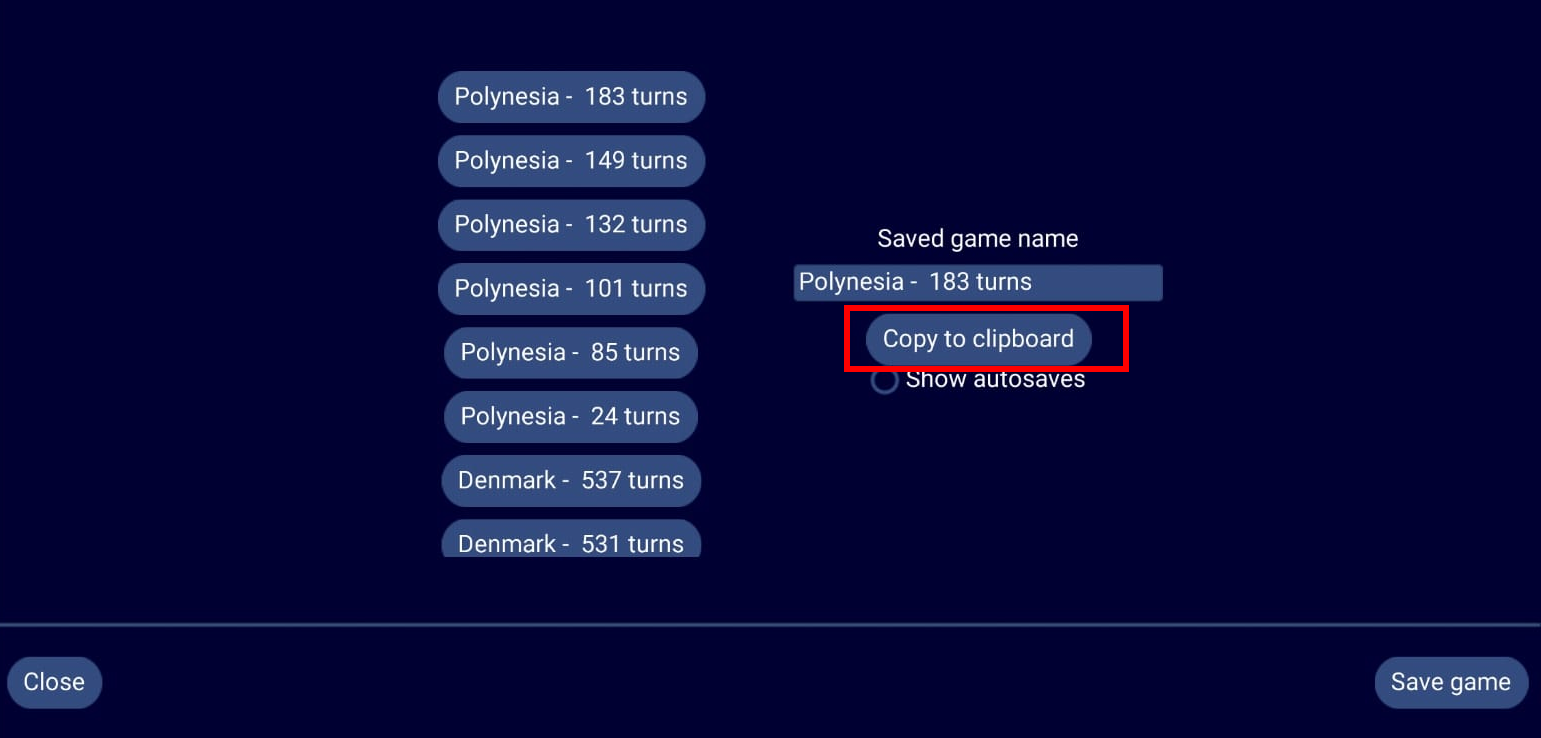 Polynesia -  183 turns
Polynesia -  149 turns
Polynesia -  132 turns
Polynesia -  101 turns
Polynesia -  85 turns
Polynesia -  24 turns
Denmark -  537 turns
Denmark -  531 turns
Saved game name
Polynesia -  183 turns
Copy to clipboard
Show autosaves
Close
Save game